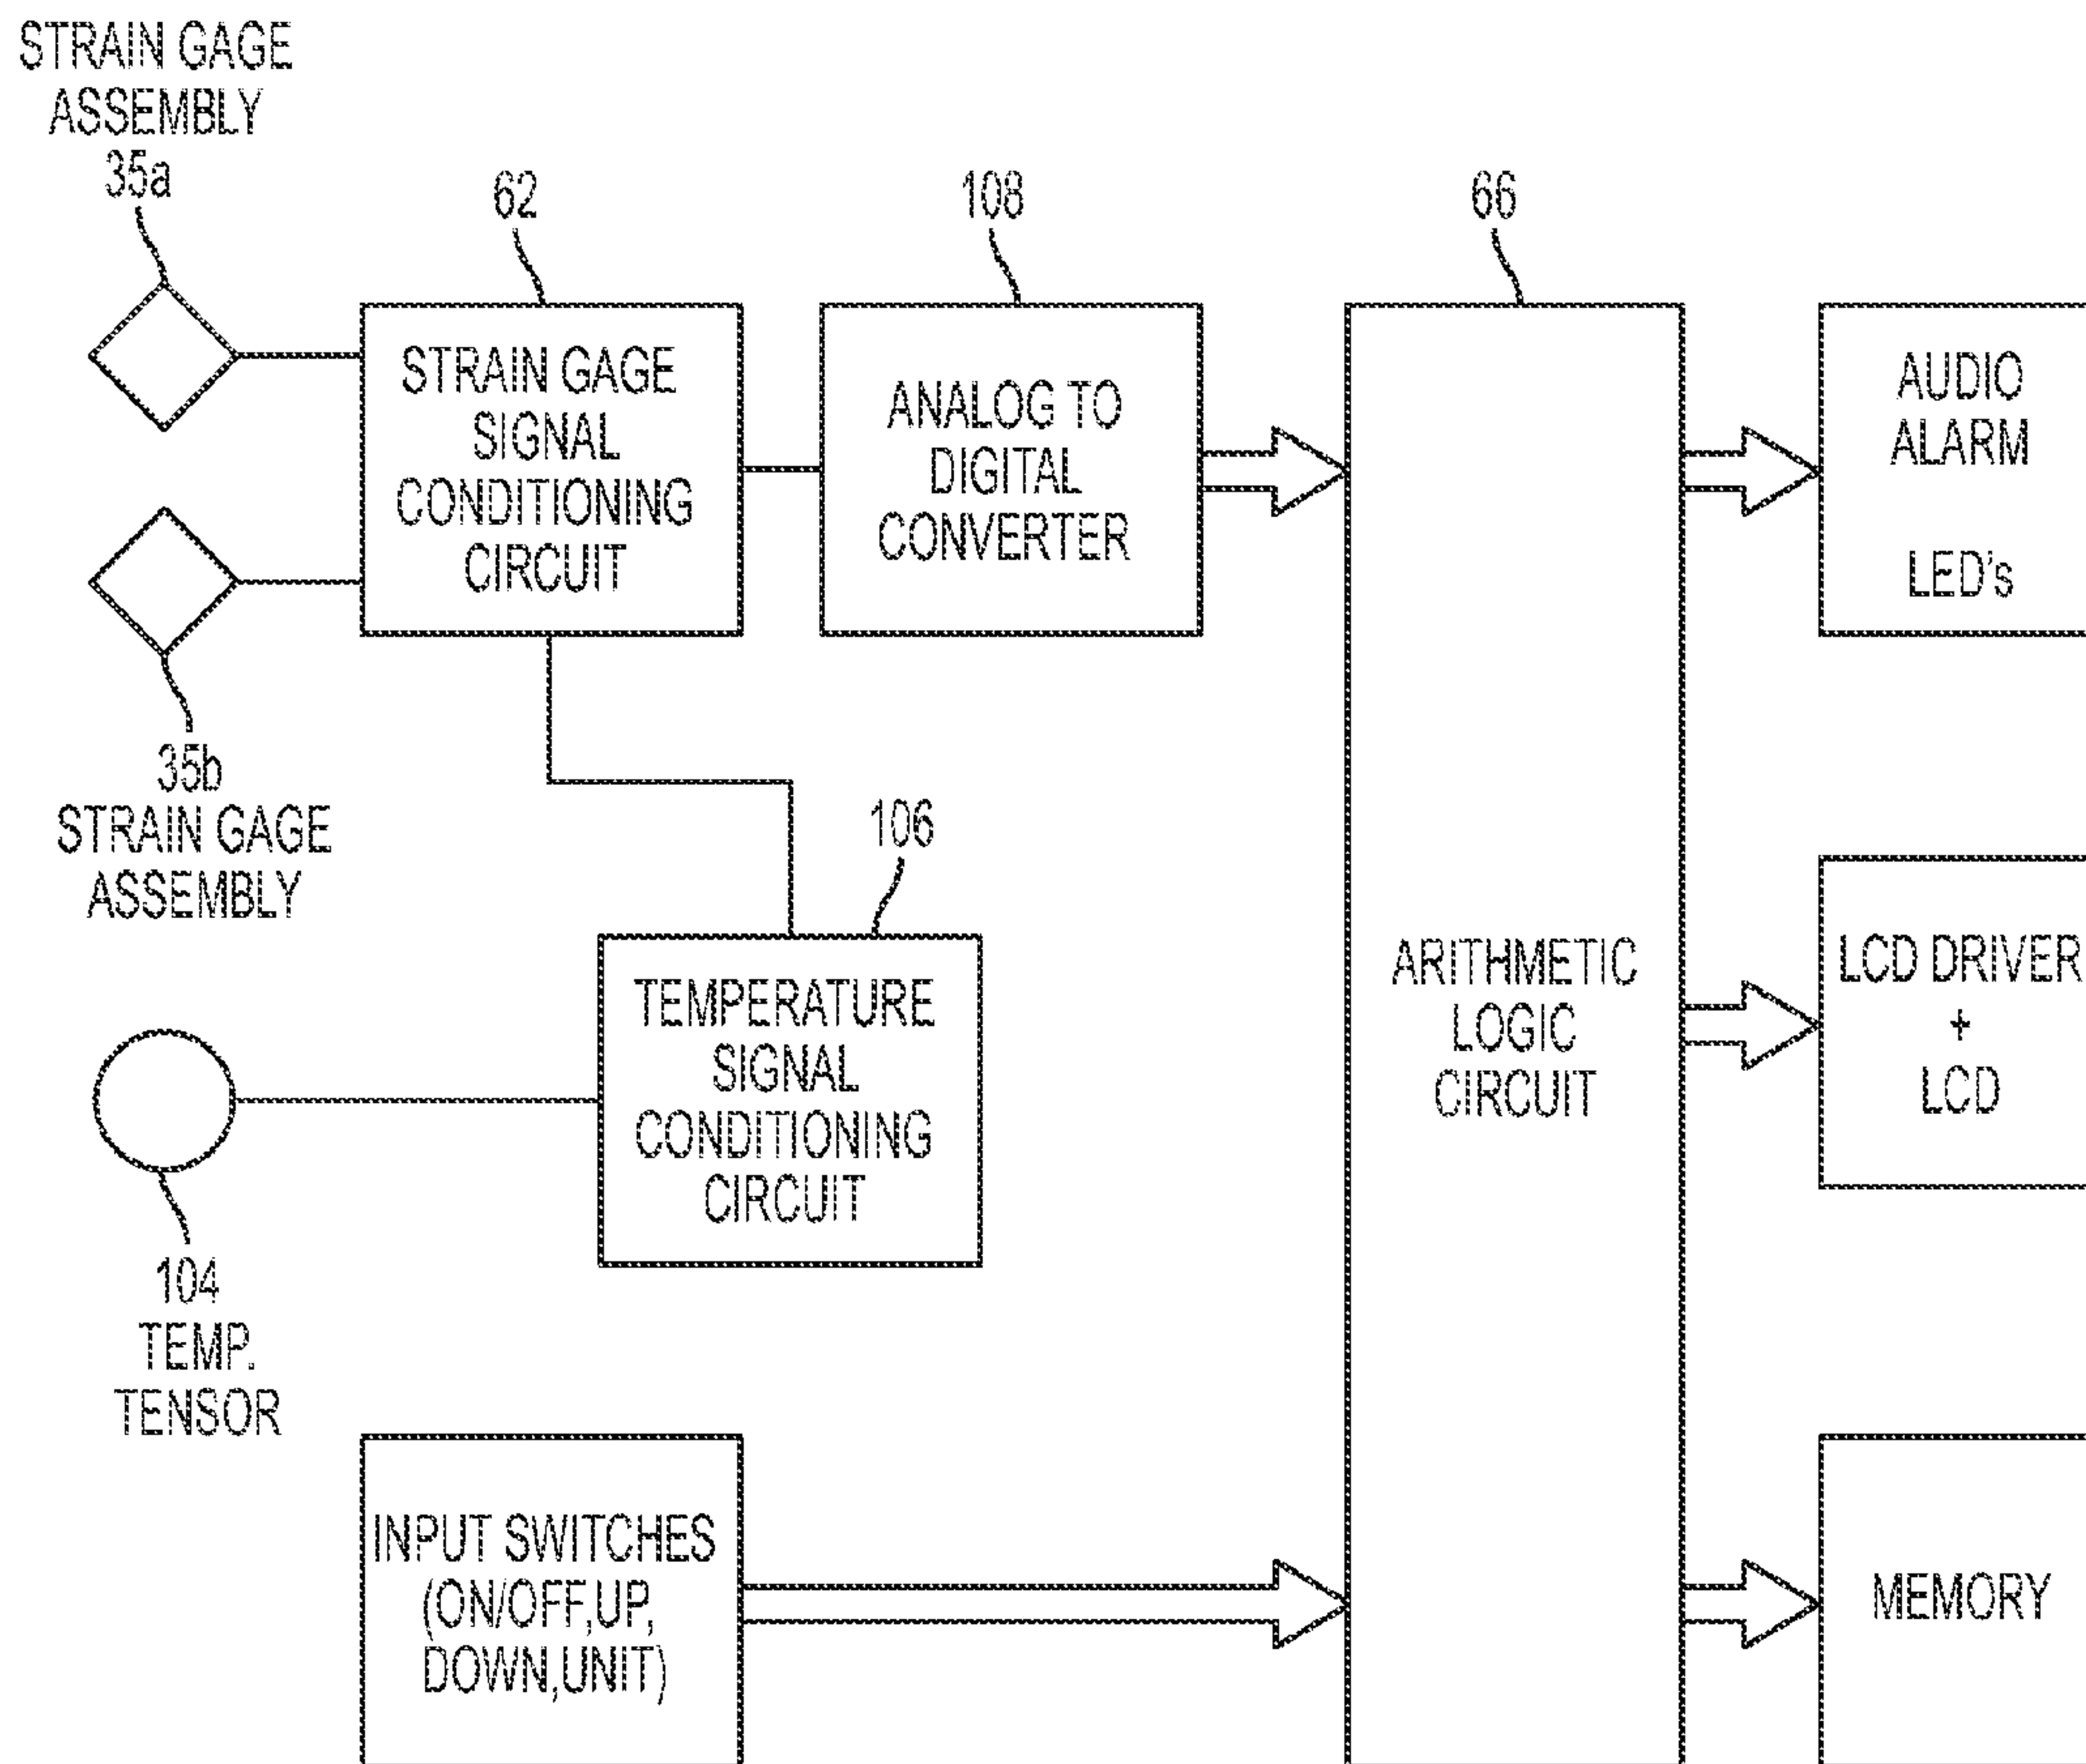 STRAIN GAGE
ASSEMBLY
35a
62
108
66
STRAIN GAGE
SIGNAL
CONDITIONING
CIRCUIT
ANALOG TO
DIGITAL
CONVERTER
AUDIO
ALARM
LED's
35b
STRAIN GAGE
ASSEMBLY
106
TEMPERATURE
SIGNAL
CONDITIONING
CIRCUIT
ARITHMETIC
LOGIC
CIRCUIT
LCD DRIVER
+
LCD
104
TEMP.
TENSOR
INPUT SWITCHES
(ON/OFF,UP,
DOWN,UNIT)
MEMORY